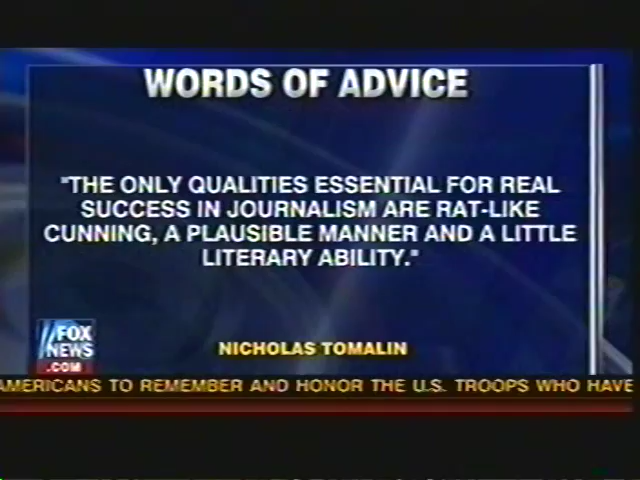 WORDS OF ADVICE
"THE ONLY QUALITIES ESSENTIAL FOR REAL
SUCCESS IN JOURNALISM ARE RAT-LIKE
CUNNING, A PLAUSIBLE MANNER AND A LITTLE
LITERARY ABILITY."
FOX
NEWS
.COM
NICHOLAS TOMALIN
AMERICANS TO REMEMBER AND HONOR THE U.S. TROOPS WHO HAVE